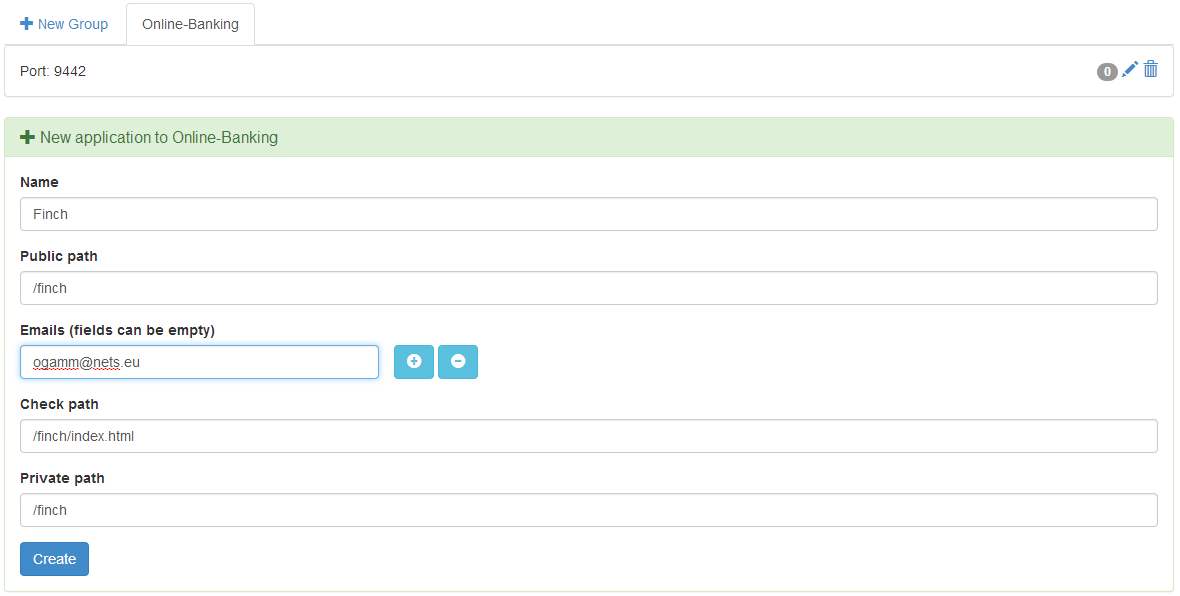 New Group
Online-Banking
Port: 9442
0
New application to Online-Banking
Name
Finch
Public path
/finch
Emails (fields can be empty)
ogamm@nets.eu
Check path
/finch/index.html
Private path
/finch
Create